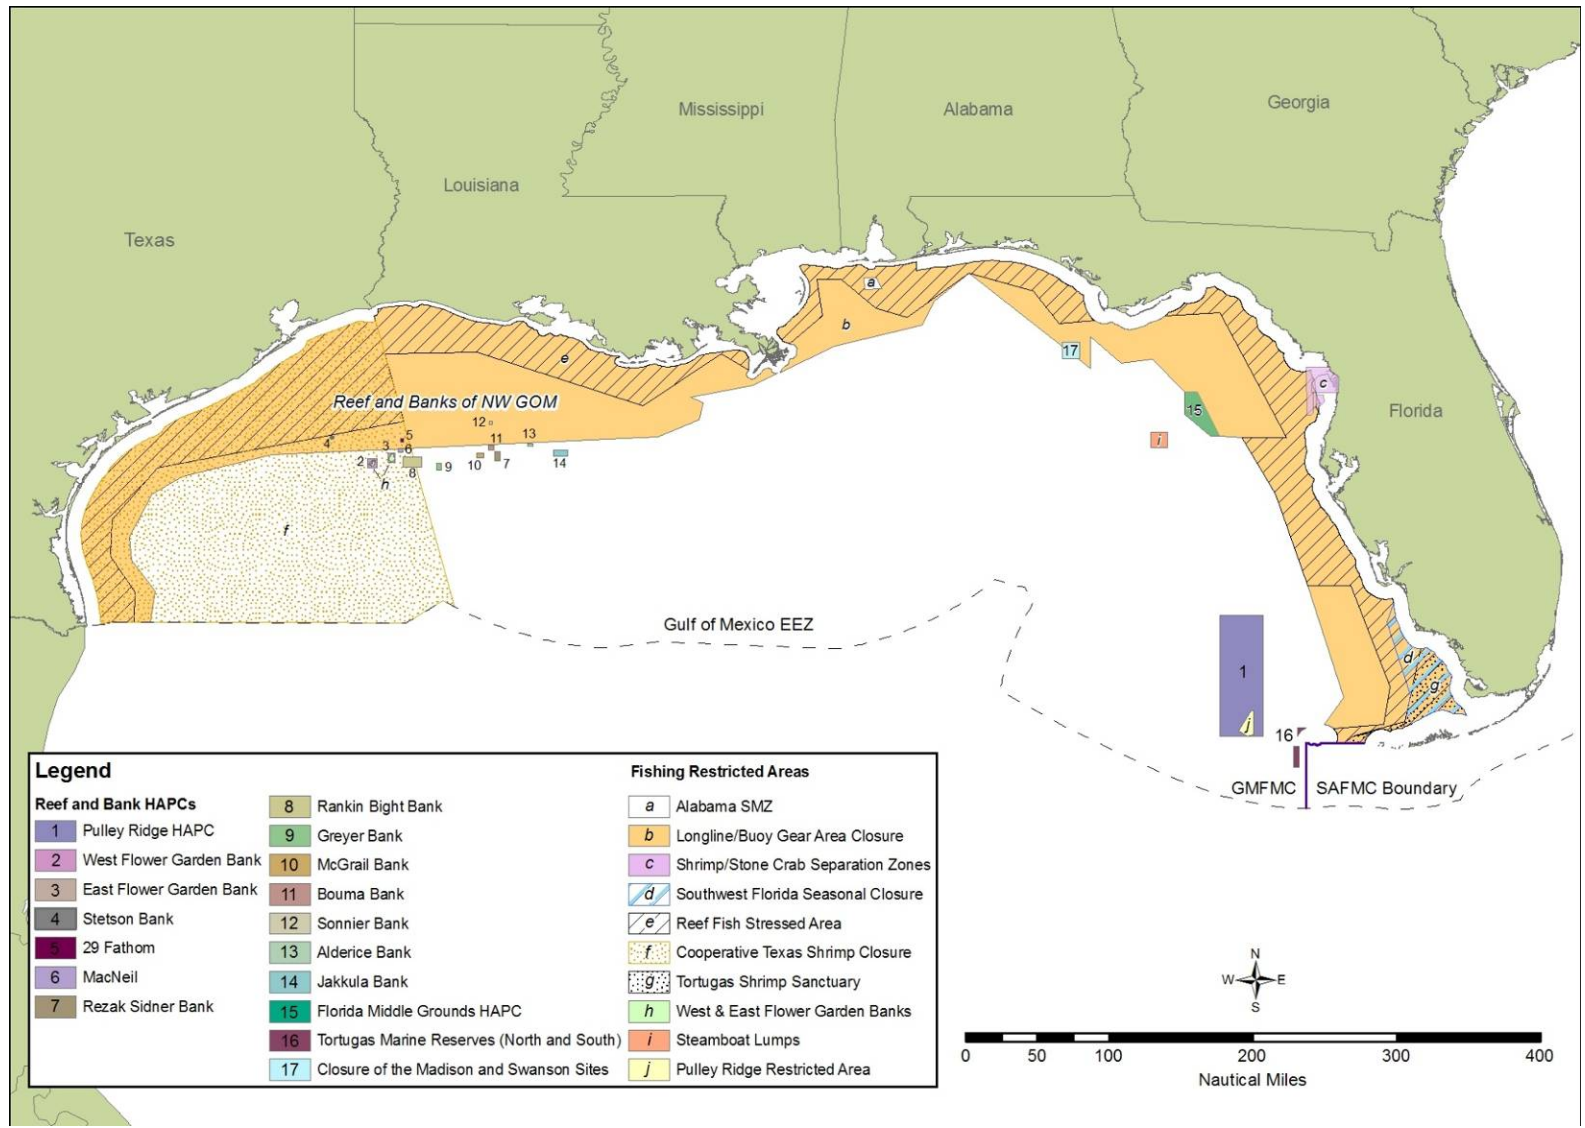 Mississippi
Alabama
Georgia
Louisiana
Texas
Florida
a
b
e
17
c
Reef and Banks of NW GOM
15
12
5
4
3
11
13
i
6
2
8
9
10
7
14
h
f
Gulf of Mexico EEZ
d
1
g
j
16
GMFMC
SAFMC Boundary
Legend
Reef and Bank HAPCs
1 Pulley Ridge HAPC
2 West Flower Garden Bank
3 East Flower Garden Bank
4 Stetson Bank
5 29 Fathom
6 MacNeil
7 Rezak Sidner Bank
8 Rankin Bight Bank
9 Greyer Bank
10 McGrail Bank
11 Bouma Bank
12 Sonnier Bank
13 Alderice Bank
14 Jakkula Bank
15 Florida Middle Grounds HAPC
16 Tortugas Marine Reserves (North and South)
17 Closure of the Madison and Swanson Sites
Fishing Restricted Areas
a Alabama SMZ
b Longline/Buoy Gear Area Closure
c Shrimp/Stone Crab Separation Zones
d Southwest Florida Seasonal Closure
e Reef Fish Stressed Area
f Cooperative Texas Shrimp Closure
g Tortugas Shrimp Sanctuary
h West & East Flower Garden Banks
i Steamboat Lumps
j Pulley Ridge Restricted Area
N
W E
S
0 50 100 200 300 400
Nautical Miles